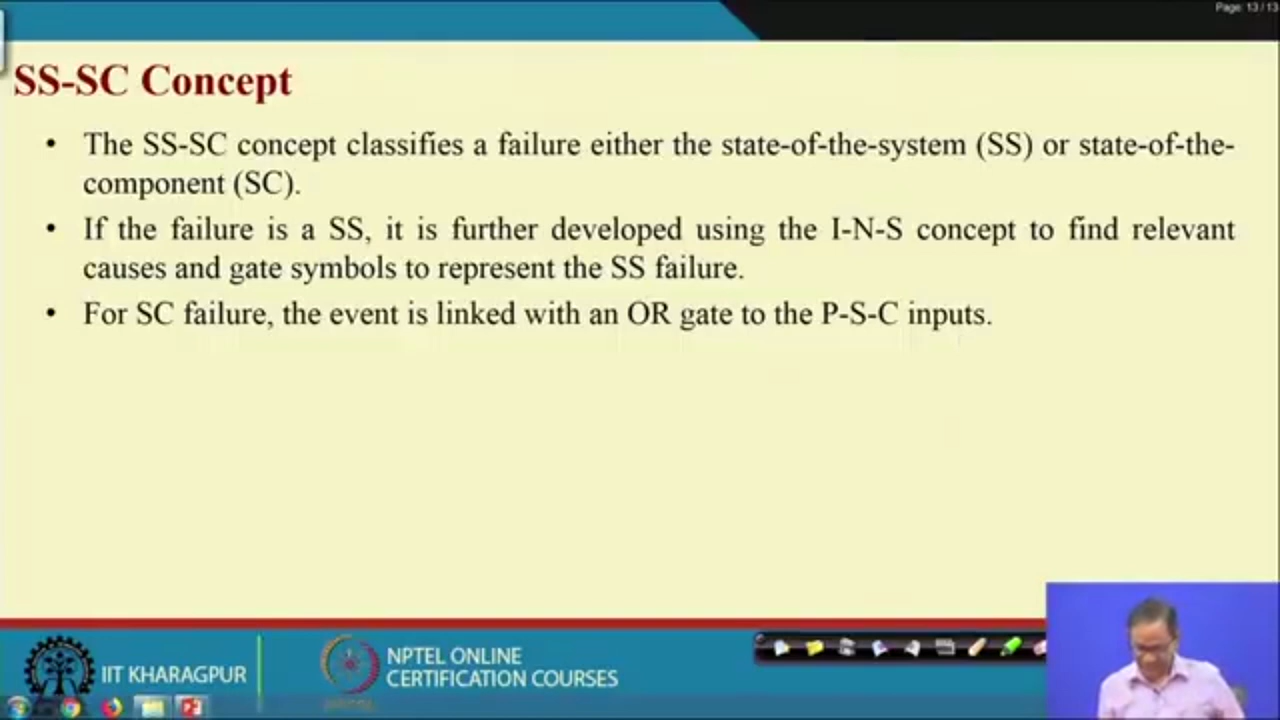 Page: 13 / 13
SS-SC Concept
• The SS-SC concept classifies a failure either the state-of-the-system (SS) or state-of-the-
component (SC).
• If the failure is a SS, it is further developed using the I-N-S concept to find relevant
causes and gate symbols to represent the SS failure.
• For SC failure, the event is linked with an OR gate to the P-S-C inputs.
IIT KHARAGPUR
NPTEL ONLINE
CERTIFICATION COURSES